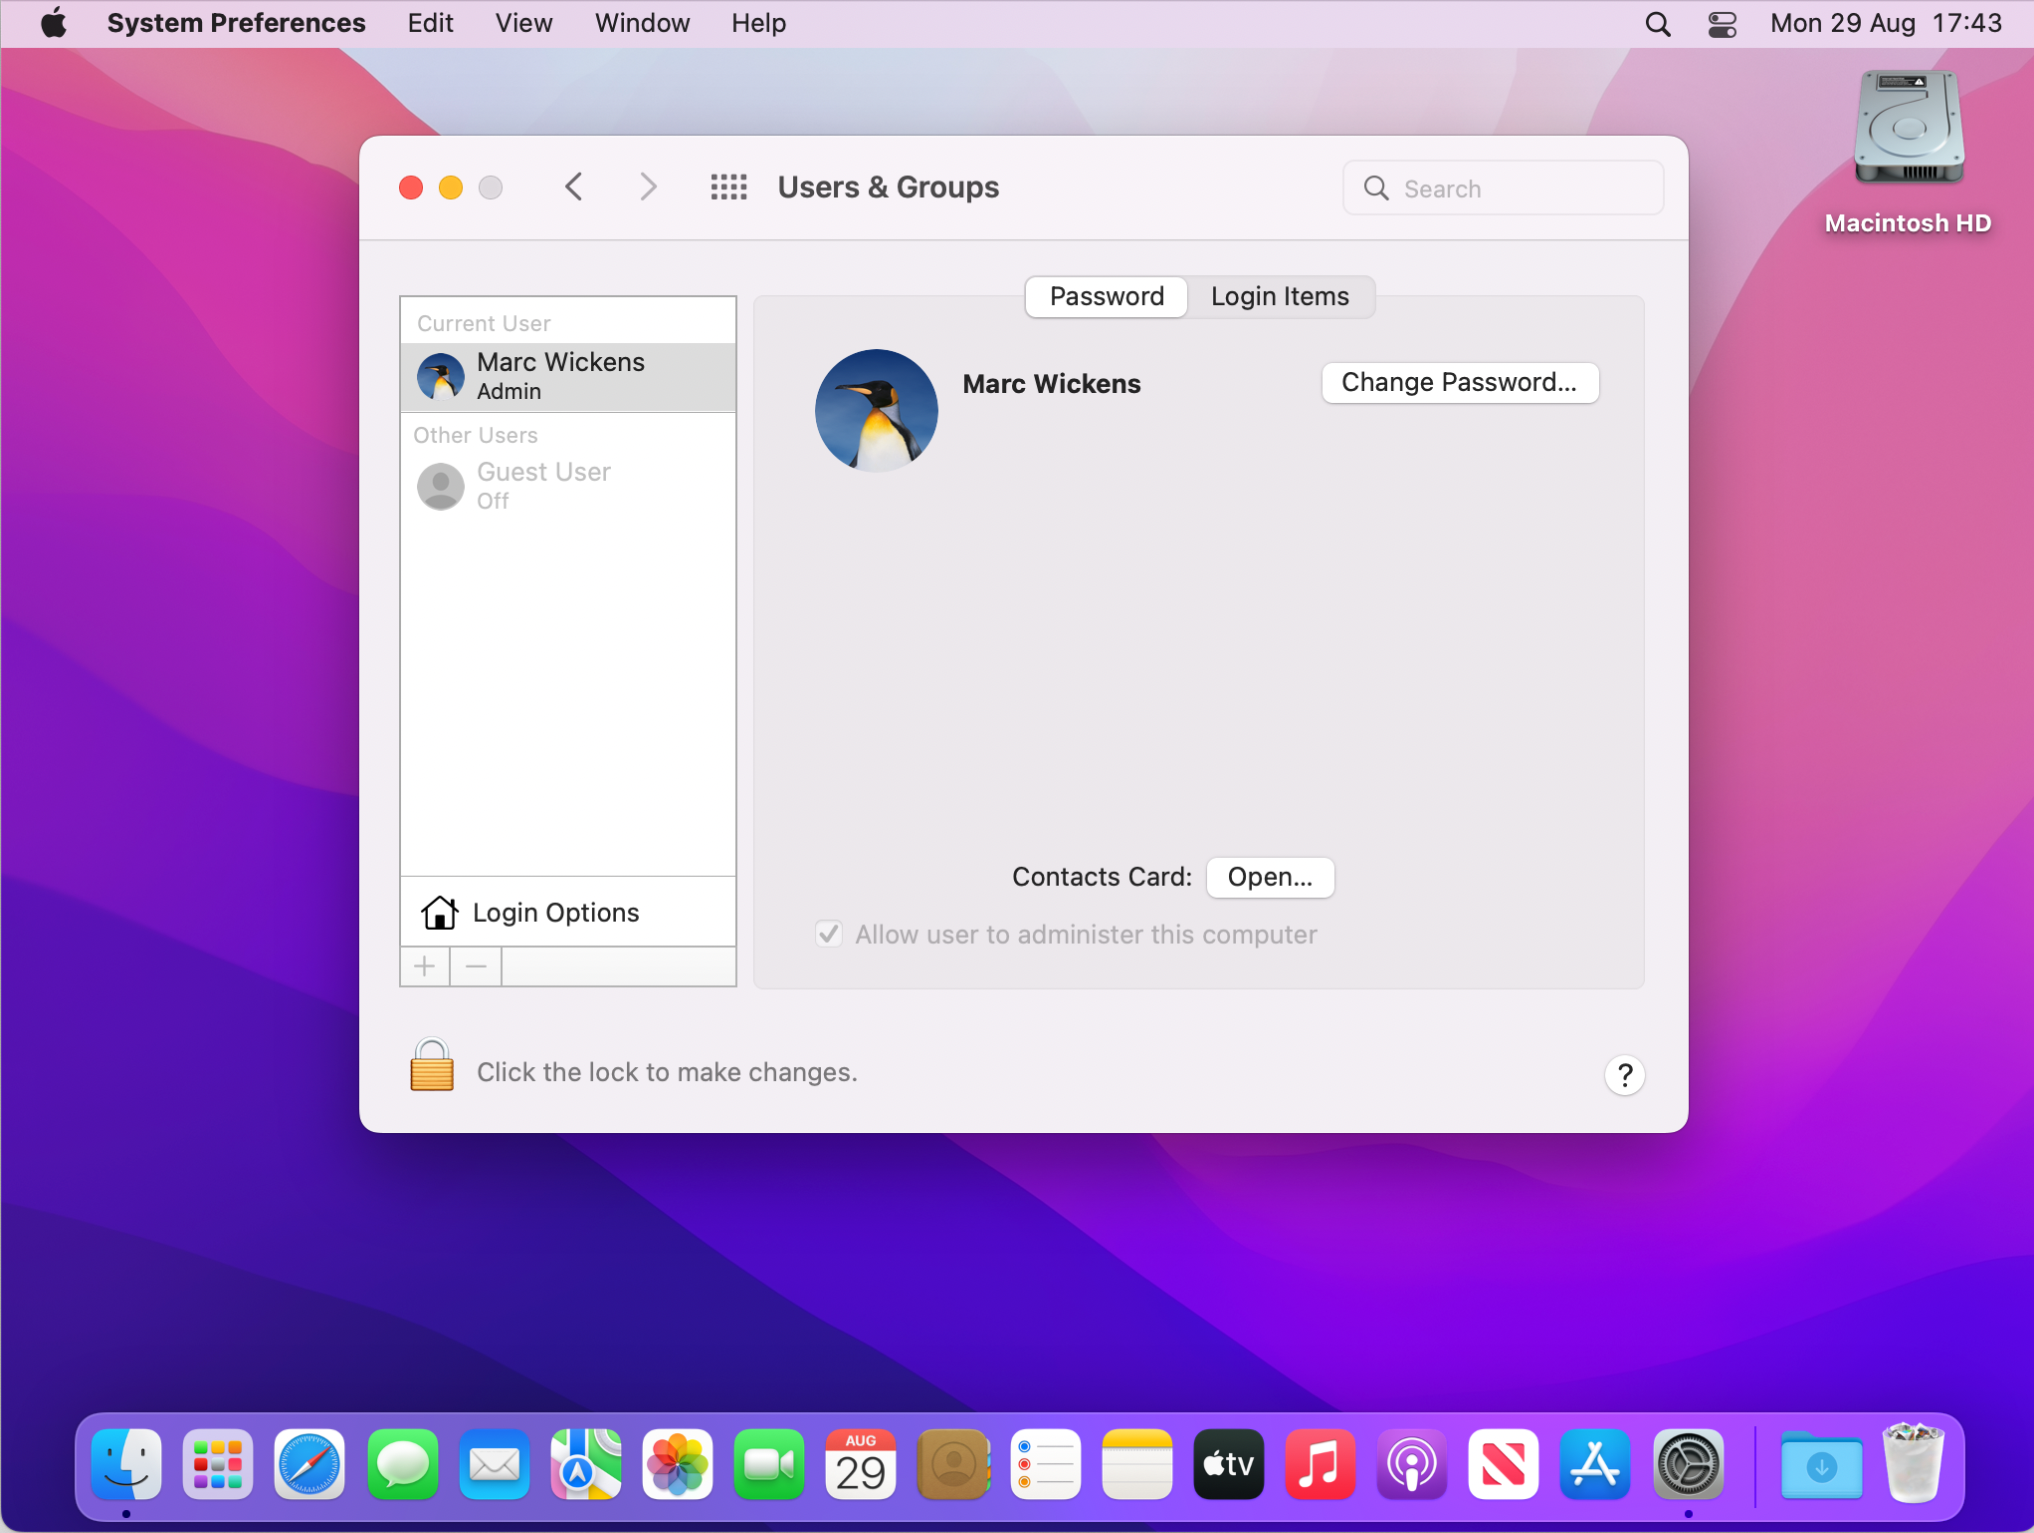 System Preferences Edit View Window Help Mon 29 Aug 17:43
Macintosh HD
Users & Groups
Search
Password Login Items
Current User
Marc Wickens
Admin
Other Users
Guest User
Off
Login Options
Marc Wickens
Change Password...
Contacts Card: Open...
Allow user to administer this computer
Click the lock to make changes.
?
AUG
29
tv